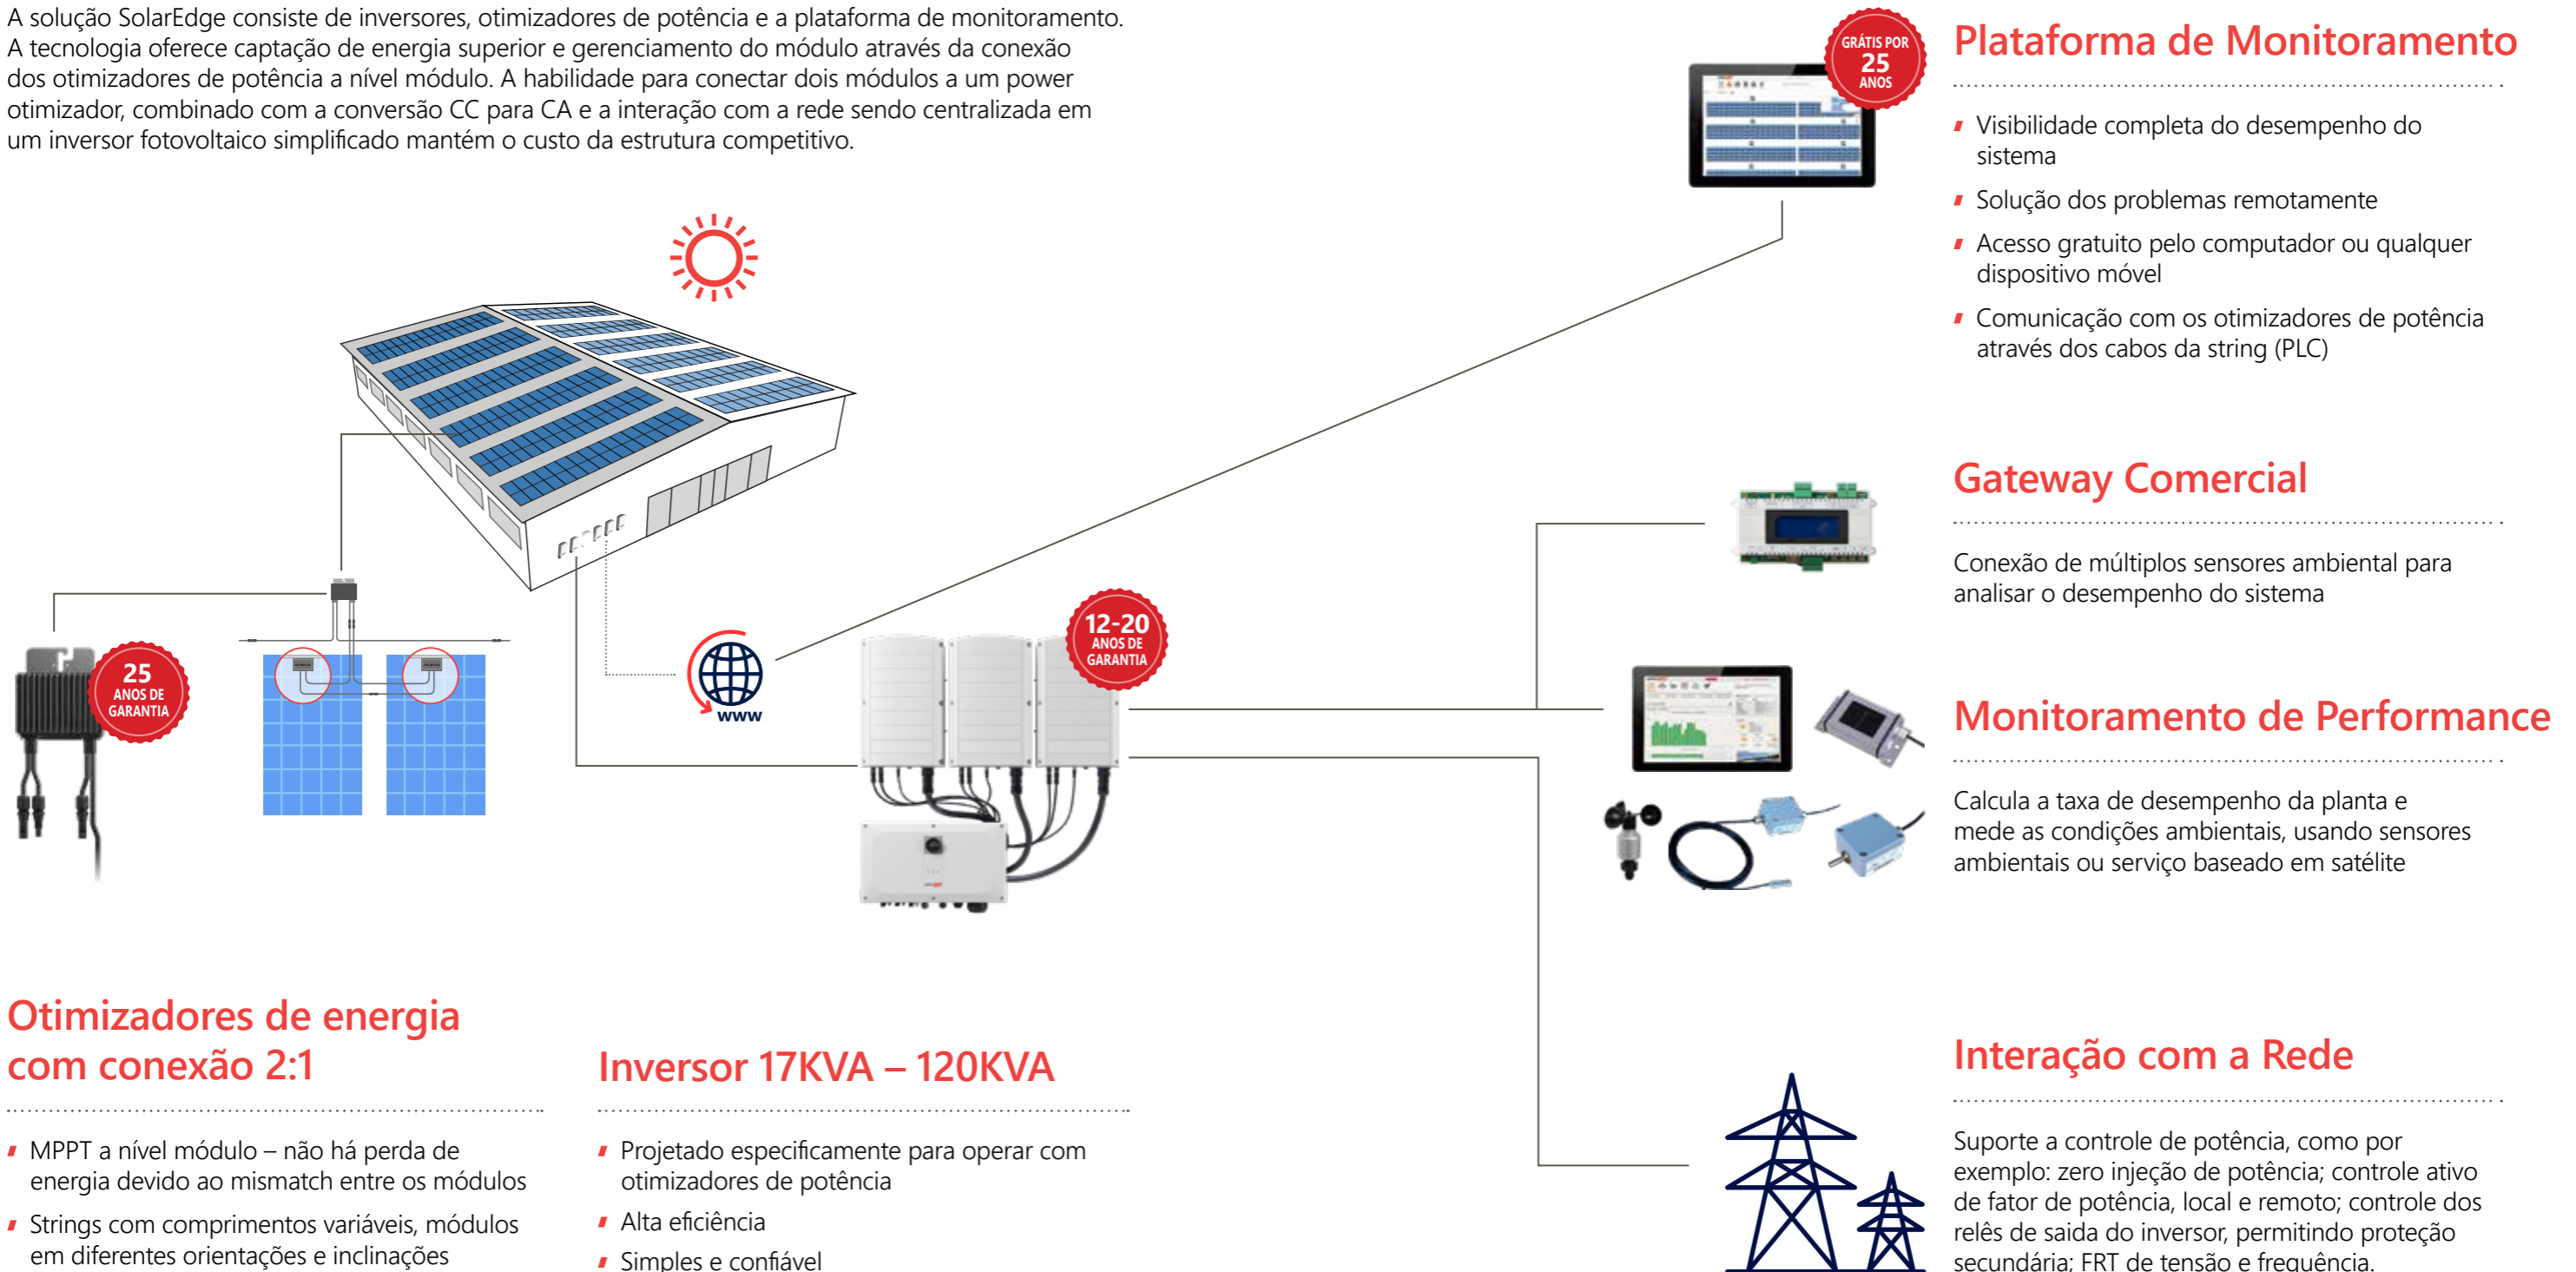 A solução SolarEdge consiste de inversores, otimizadores de potência e a plataforma de monitoramento.
A tecnologia oferece captação de energia superior e gerenciamento do módulo através da conexão
dos otimizadores de potência a nível módulo. A habilidade para conectar dois módulos a um power
otimizador, combinado com a conversão CC para CA e a interação com a rede sendo centralizada em
um inversor fotovoltaico simplificado mantém o custo da estrutura competitivo.
GRÁTIS POR
25
ANOS
Plataforma de Monitoramento
Visibilidade completa do desempenho do
sistema
Solução dos problemas remotamente
Acesso gratuito pelo computador ou qualquer
dispositivo móvel
Comunicação com os otimizadores de potência
através dos cabos da string (PLC)
Gateway Comercial
Conexão de múltiplos sensores ambiental para
analisar o desempenho do sistema
25
ANOS DE
GARANTIA
www
12-20
ANOS DE
GARANTIA
Monitoramento de Performance
Calcula a taxa de desempenho da planta e
mede as condições ambientais, usando sensores
ambientais ou serviço baseado em satélite
Otimizadores de energia
com conexão 2:1
MPPT a nível módulo – não há perda de
energia devido ao mismatch entre os módulos
Strings com comprimentos variáveis, módulos
em diferentes orientações e inclinações
Inversor 17KVA – 120KVA
Projetado especificamente para operar com
otimizadores de potência
Alta eficiência
Simples e confiável
Interação com a Rede
Suporte a controle de potência, como por
exemplo: zero injeção de potência; controle ativo
de fator de potência, local e remoto; controle dos
relês de saida do inversor, permitindo proteção
secundária; FRT de tensão e frequência.